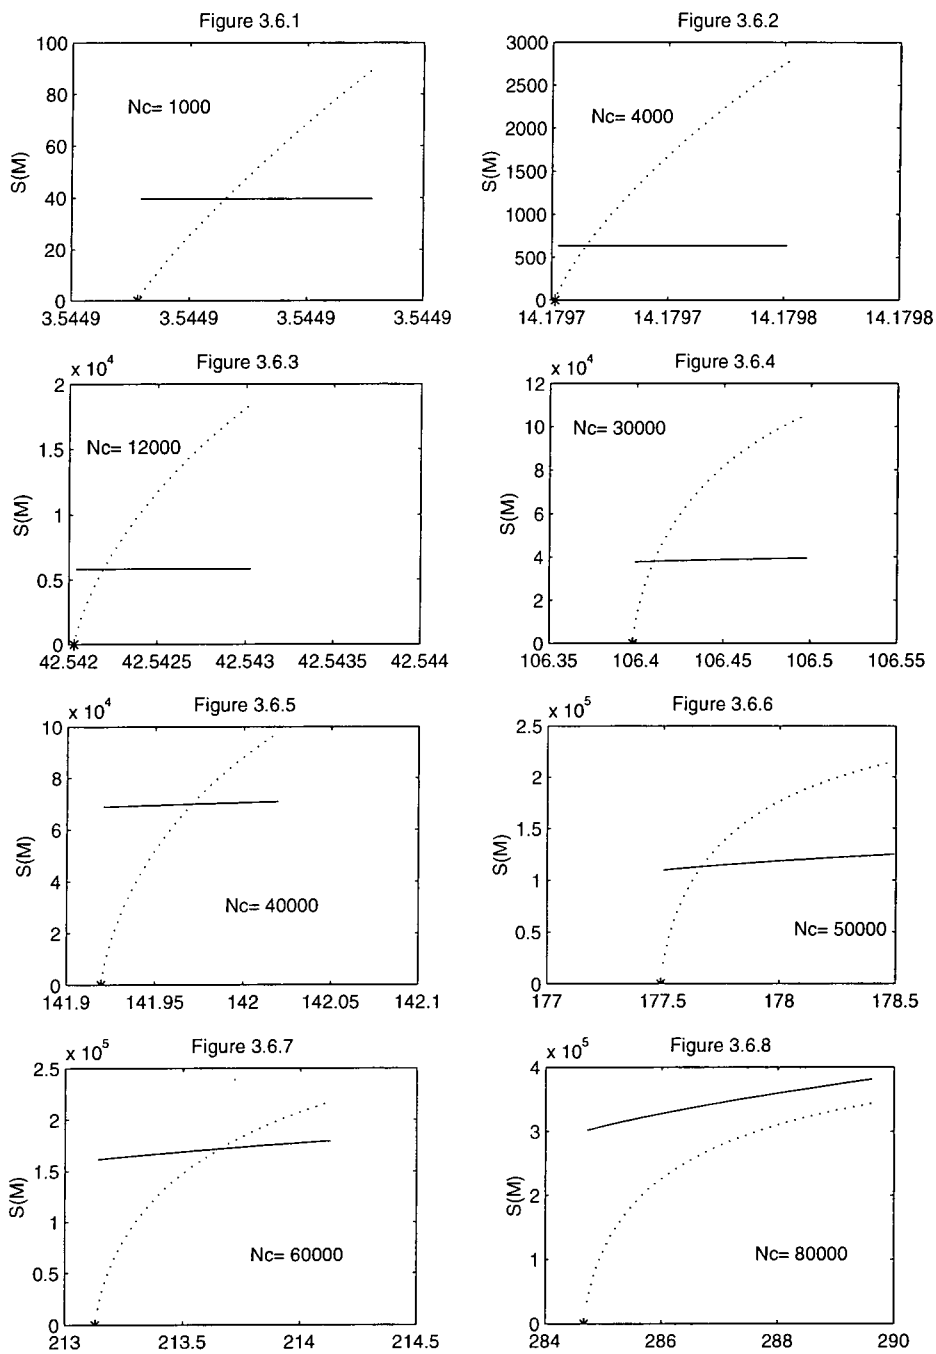 Figure 3.6.1
100
80
60
40
20
0
S(M)
Nc= 1000
3.5449 3.5449 3.5449 3.5449
Figure 3.6.2
3000
2500
2000
1500
1000
500
0
S(M)
Nc= 4000
14.1797 14.1797 14.1798 14.1798
Figure 3.6.3
x 10^4
2
1.5
1
0.5
0
S(M)
Nc= 12000
42.542 42.5425 42.543 42.5435 42.544
Figure 3.6.4
x 10^4
12
10
8
6
4
2
0
S(M)
Nc= 30000
106.35 106.4 106.45 106.5 106.55
Figure 3.6.5
x 10^4
10
8
6
4
2
0
S(M)
Nc= 40000
141.9 141.95 142 142.05 142.1
Figure 3.6.6
x 10^5
2.5
2
1.5
1
0.5
0
S(M)
Nc= 50000
177 177.5 178 178.5
Figure 3.6.7
x 10^5
2.5
2
1.5
1
0.5
0
S(M)
Nc= 60000
213 213.5 214 214.5
Figure 3.6.8
x 10^5
4
3
2
1
0
S(M)
Nc= 80000
284 286 288 290